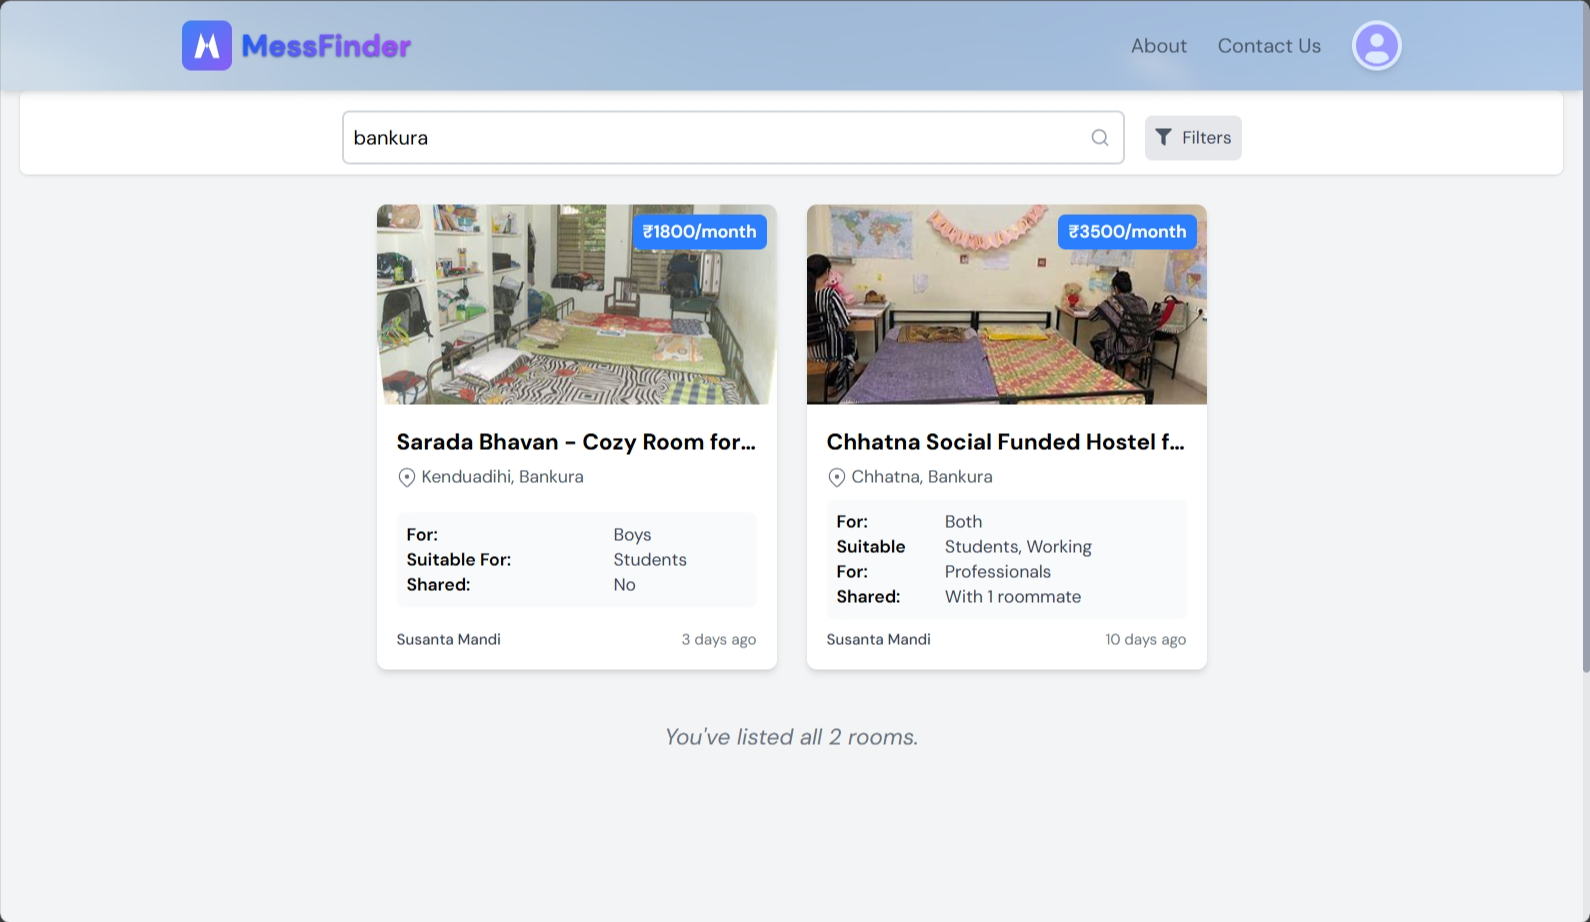 MessFinder
About
Contact Us
bankura
Filters
₹1800/month
Sarada Bhavan - Cozy Room for...
Kenduadihi, Bankura
For: Boys
Suitable For: Students
Shared: No
Susanta Mandi 3 days ago
₹3500/month
Chhatna Social Funded Hostel f...
Chhatna, Bankura
For: Both
Suitable Students, Working
For: Professionals
Shared: With 1 roommate
Susanta Mandi 10 days ago
You've listed all 2 rooms.